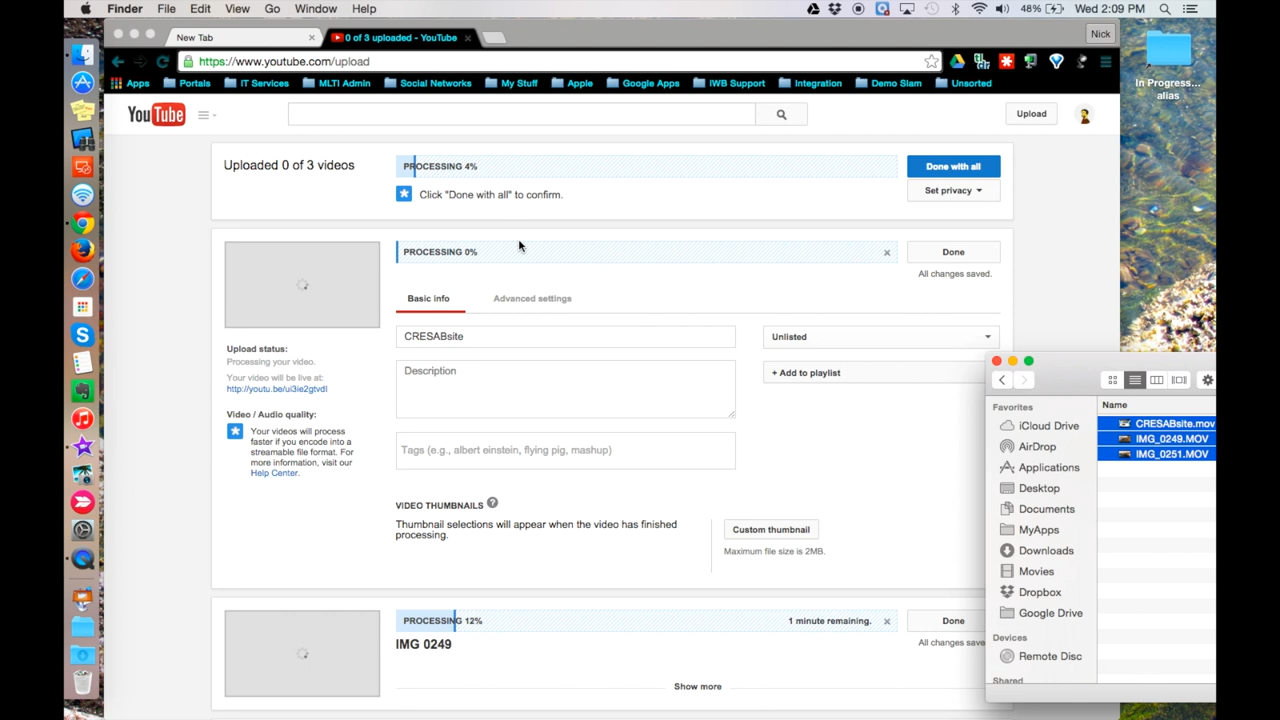 Finder File Edit View Go Window Help
48% Wed 2:09 PM
New Tab
0 of 3 uploaded - YouTube
Nick
https://www.youtube.com/upload
Apps Portals IT Services MLTI Admin Social Networks My Stuff Apple Google Apps IWB Support Integration Demo Slam Unsorted
In Progress...
alias
YouTube
Upload
Uploaded 0 of 3 videos
PROCESSING 4%
Done with all
Click "Done with all" to confirm.
Set privacy
PROCESSING 0%
Done
All changes saved.
Basic info
Advanced settings
CRESABsite
Unlisted
Description
+ Add to playlist
Upload status:
Processing your video.
Your video will be live at:
http://youtu.be/ui3ie2gtvdI
Video / Audio quality:
Your videos will process
faster if you encode into a
streamable file format. For
more information, visit our
Help Center.
Tags (e.g., albert einstein, flying pig, mashup)
VIDEO THUMBNAILS ?
Thumbnail selections will appear when the video has finished
processing.
Custom thumbnail
Maximum file size is 2MB.
PROCESSING 12%
1 minute remaining.
Done
IMG 0249
All changes save
Show more
Favorites
iCloud Drive
AirDrop
Applications
Desktop
Documents
MyApps
Downloads
Movies
Dropbox
Google Drive
Devices
Remote Disc
Shared
Name
CRESABsite.mov
IMG_0249.MOV
IMG_0251.MOV